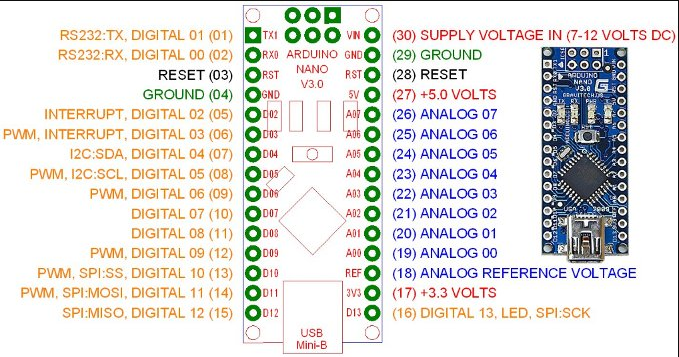 RS232:TX, DIGITAL 01 (01)
RS232:RX, DIGITAL 00 (02)
RESET (03)
GROUND (04)
INTERRUPT, DIGITAL 02 (05)
PWM, INTERRUPT, DIGITAL 03 (06)
I2C:SDA, DIGITAL 04 (07)
PWM, I2C:SCL, DIGITAL 05 (08)
PWM, DIGITAL 06 (09)
DIGITAL 07 (10)
DIGITAL 08 (11)
PWM, DIGITAL 09 (12)
PWM, SPI:SS, DIGITAL 10 (13)
PWM, SPI:MOSI, DIGITAL 11 (14)
SPI:MISO, DIGITAL 12 (15)
TX1
RX0
RST
GND
D02
D03
D04
D05
D06
D07
D08
D09
D10
D11
D12
ARDUINO
NANO
V3.0
USB
Mini-B
VIN
GND
RST
5V
A07
A06
A05
A04
A03
A02
A01
A00
REF
3V3
D13
(30) SUPPLY VOLTAGE IN (7-12 VOLTS DC)
(29) GROUND
(28) RESET
(27) +5.0 VOLTS
(26) ANALOG 07
(25) ANALOG 06
(24) ANALOG 05
(23) ANALOG 04
(22) ANALOG 03
(21) ANALOG 02
(20) ANALOG 01
(19) ANALOG 00
(18) ANALOG REFERENCE VOLTAGE
(17) +3.3 VOLTS
(16) DIGITAL 13, LED, SPI:SCK
ARDUINO
NANO
V3.0
GRAVITECH.US